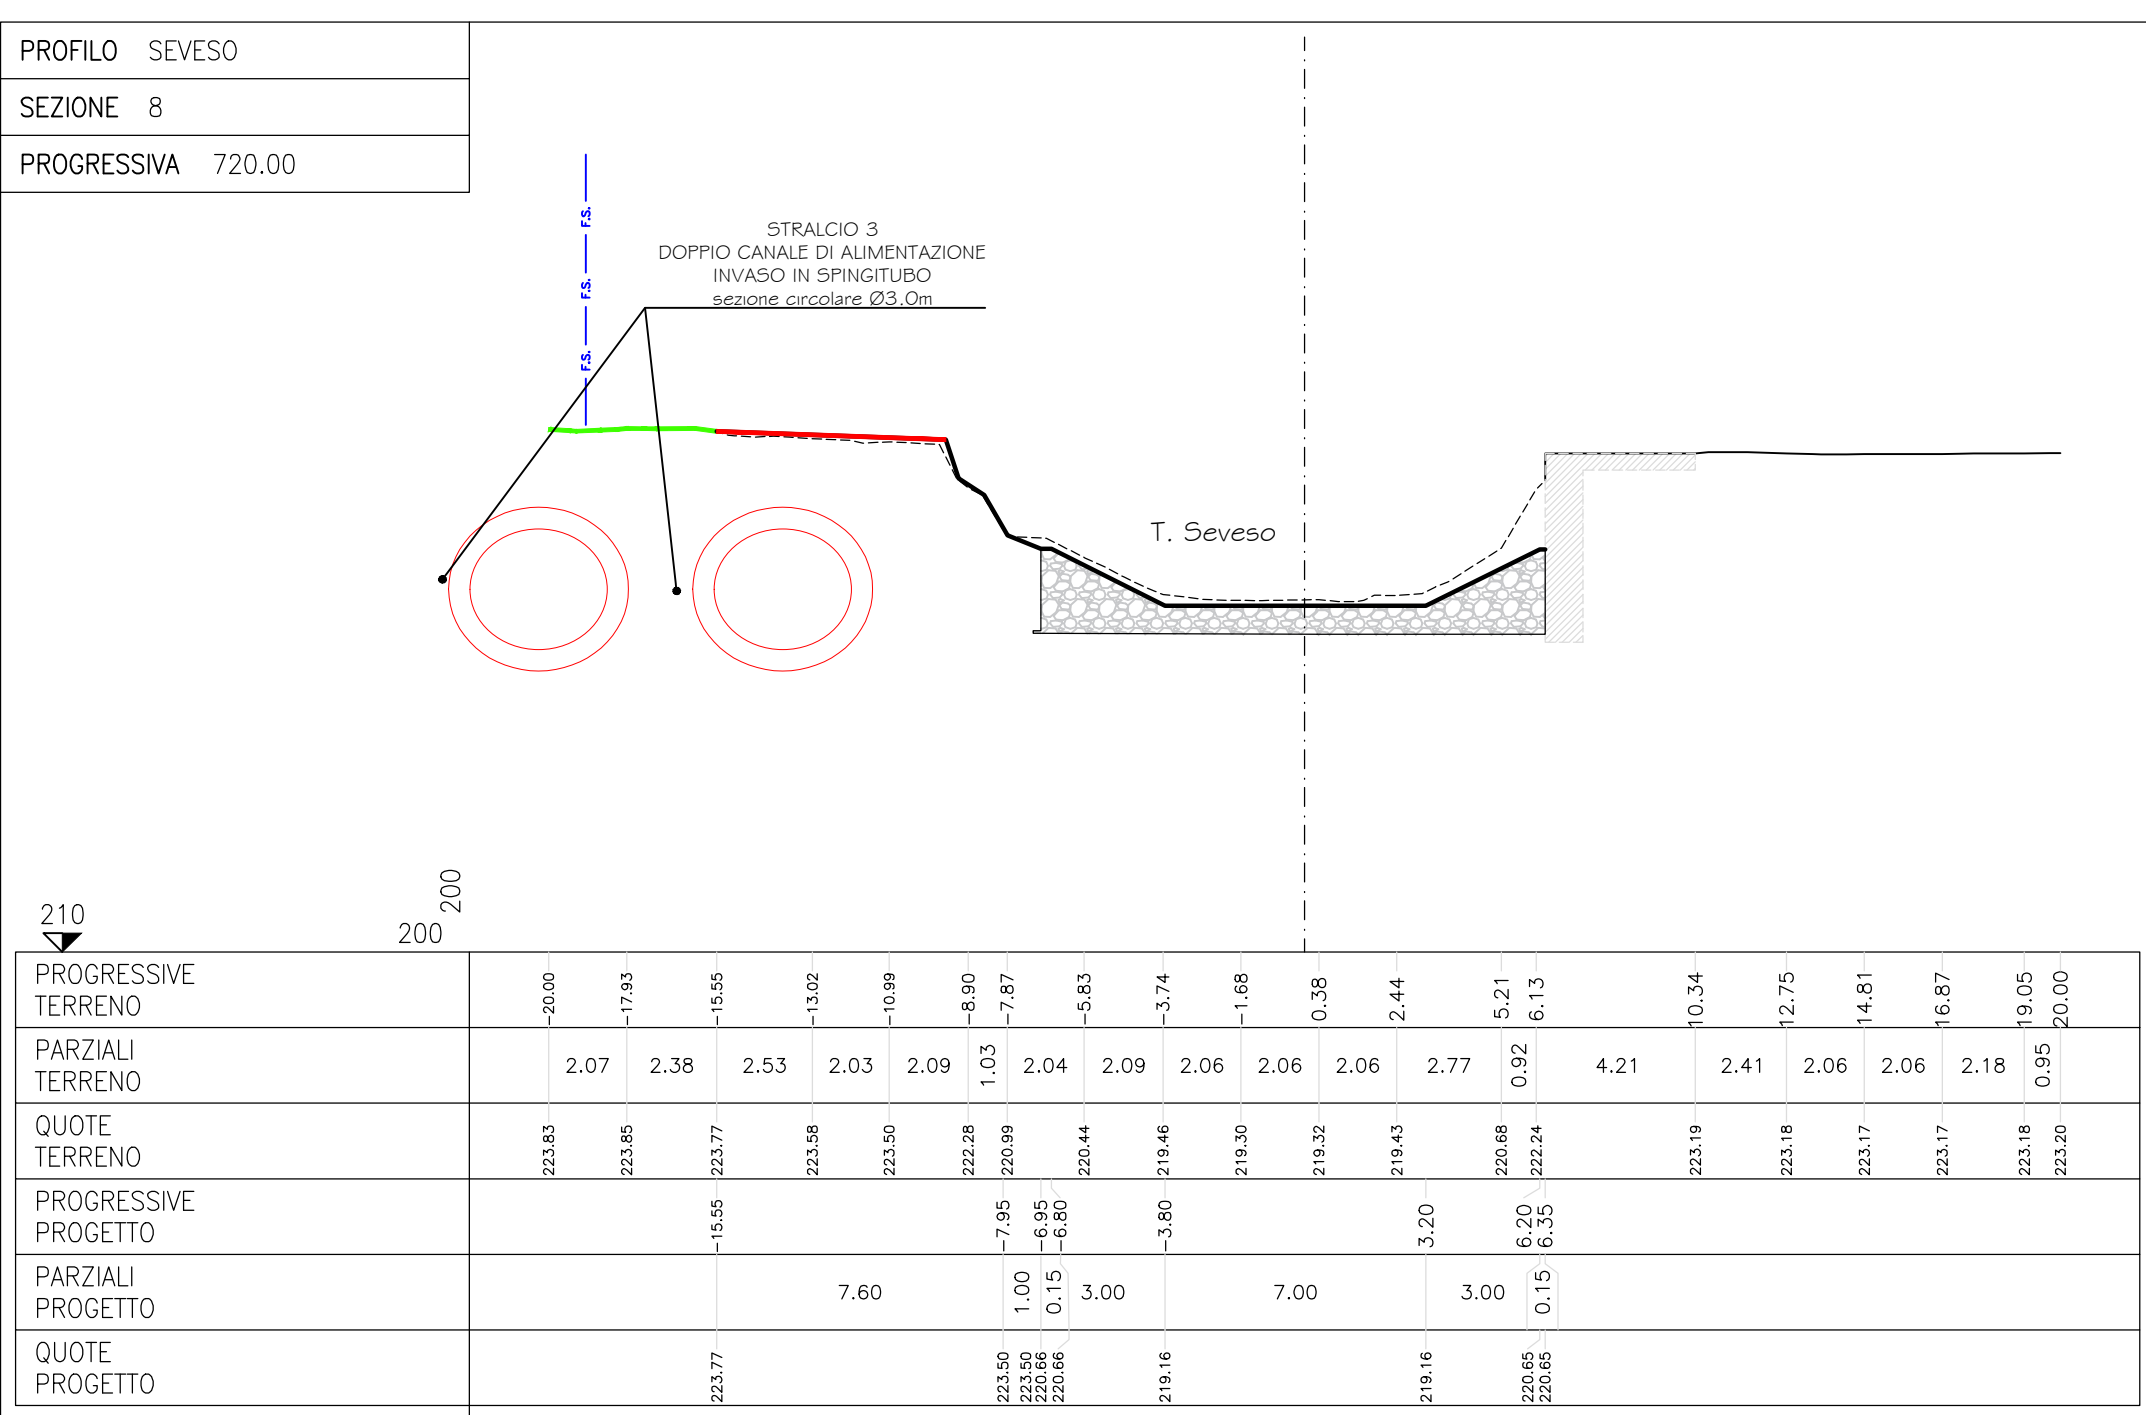 PROFILO SEVESO
SEZIONE 8
PROGRESSIVA 720.00
F.S.
F.S.
F.S.
STRALCIO 3
DOPPIO CANALE DI ALIMENTAZIONE
INVASO IN SPINGITUBO
sezione circolare Ø3.0m
T. Seveso
210
200
200
PROGRESSIVE
TERRENO
-20.00 -17.93 -15.55 -13.02 -10.99 -8.90 -7.87 -5.83 -3.74 -1.68 0.38 2.44 5.21 6.13 10.34 12.75 14.81 16.87 19.05 20.00
PARZIALI
TERRENO
2.07 2.38 2.53 2.03 2.09 1.03 2.04 2.09 2.06 2.06 2.06 2.77 0.92 4.21 2.41 2.06 2.06 2.18 0.95
QUOTE
TERRENO
223.83 223.85 223.77 223.58 223.50 222.28 220.99 220.44 219.46 219.30 219.32 219.43 220.68 222.24 223.19 223.18 223.17 223.17 223.18 223.20
PROGRESSIVE
PROGETTO
-15.55 -7.95 -6.95 -6.80 -3.80 3.20 6.20 6.35
PARZIALI
PROGETTO
7.60 1.00 0.15 3.00 7.00 3.00 0.15
QUOTE
PROGETTO
223.77 223.50 223.50 220.66 220.66 219.16 219.16 220.65 220.65